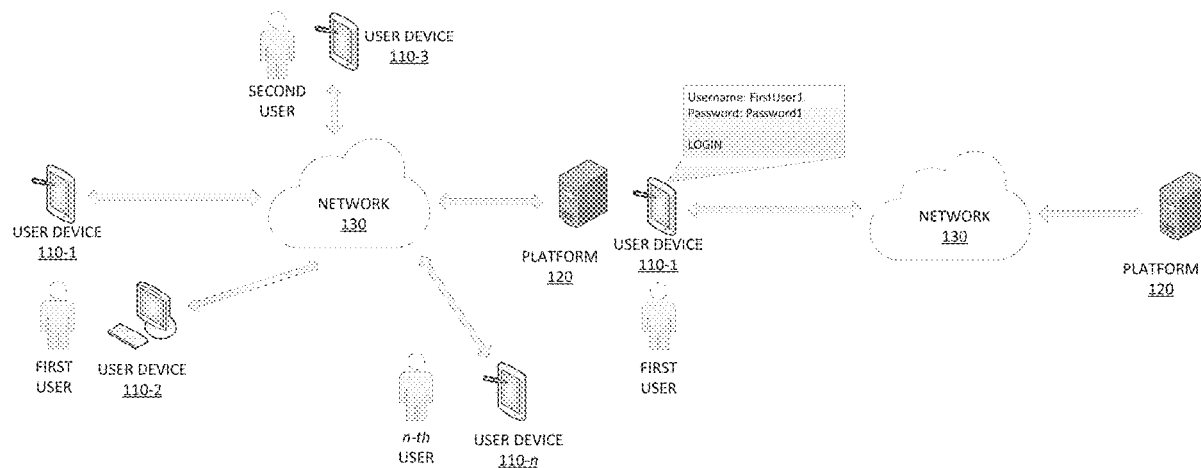 USER DEVICE
110-3
SECOND
USER
NETWORK
130
USER DEVICE
110-1
PLATFORM
120
FIRST
USER
USER DEVICE
110-2
n-th
USER
USER DEVICE
110-n
Username: FirstUser1
Password: Password1
LOGIN
USER DEVICE
110-1
FIRST
USER
NETWORK
130
PLATFORM
120